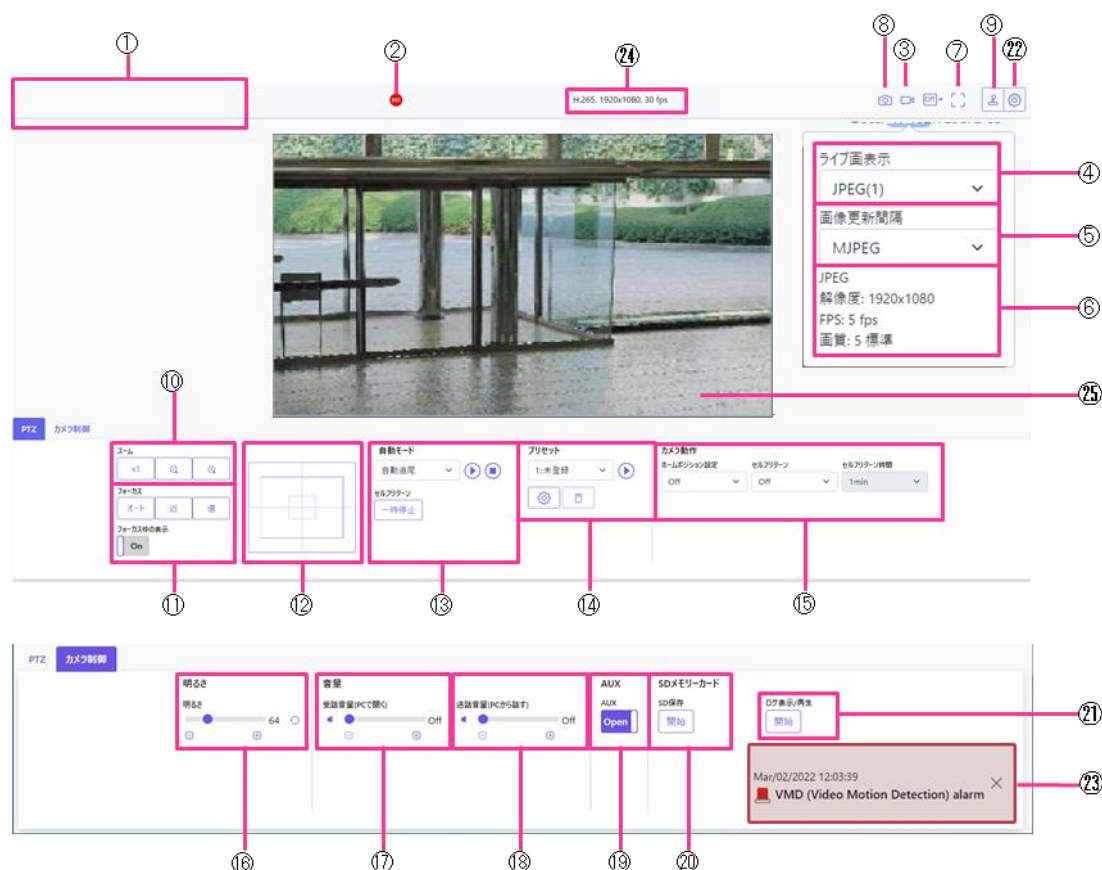 ⑧ ③ ⑦ ⑨ ㉒
① ② ㉔
REC
H.265, 1920x1080, 30 fps
Off
ライブ画表示
JPEG(1)
④
画像更新間隔
MJPEG
⑤
JPEG
解像度: 1920x1080
FPS: 5 fps
画質: 5 標準
⑥
⑩
㉕
PTZ カメラ制御
ズーム
x1
フォーカス
オート 近 遠
フォーカス枠の表示
On
自動モード
自動追尾
セルフリターン
一時停止
プリセット
1:未登録
カメラ動作
ホームポジション設定 セルフリターン セルフリターン時間
Off Off 1min
⑪ ⑫ ⑬ ⑭ ⑮
PTZ カメラ制御
明るさ
明るさ
64
音量
受話音量(PCで聞く)
Off
送話音量(PCから話す)
Off
AUX
AUX
Open
SDメモリーカード
SD保存
開始
ログ表示/再生
開始
㉑
Mar/02/2022 12:03:39
VMD (Video Motion Detection) alarm
㉓
⑯ ⑰ ⑱ ⑲ ⑳